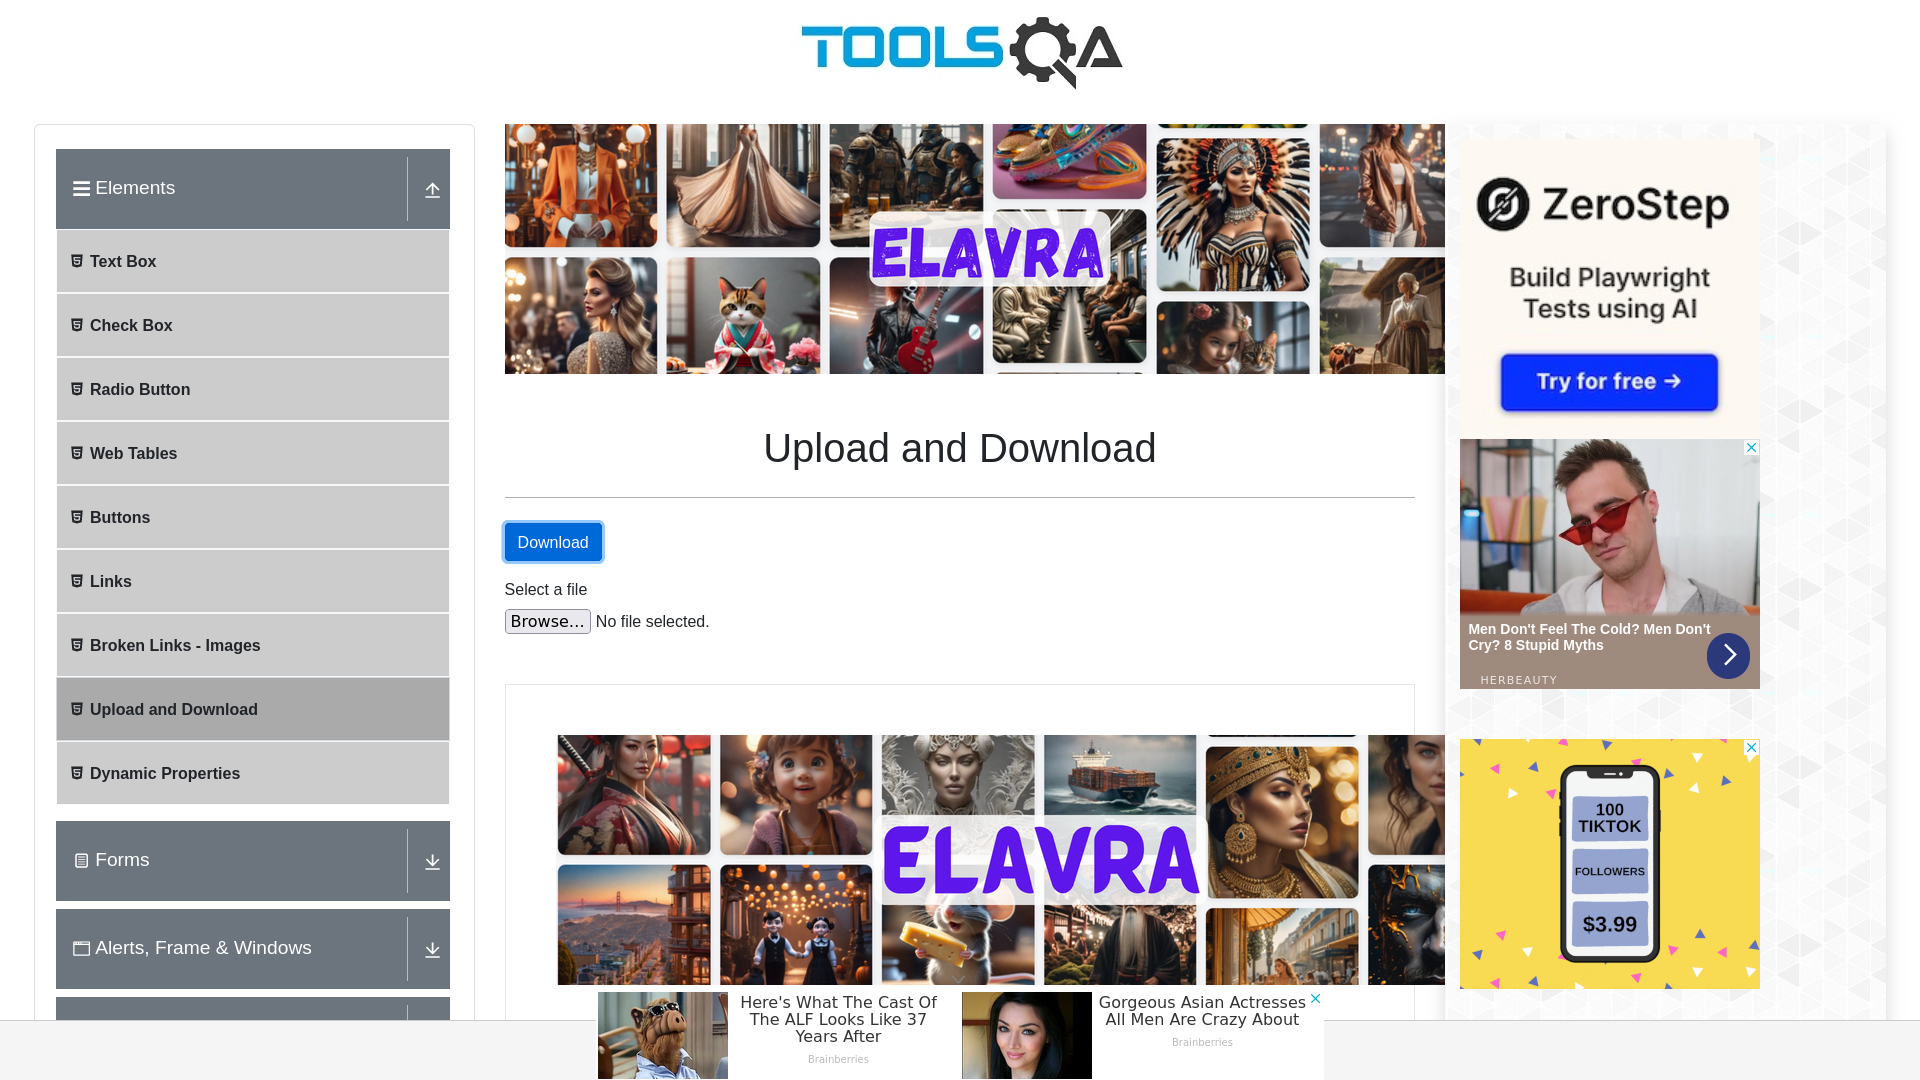 TOOLSQA
Elements
Text Box
Check Box
Radio Button
Web Tables
Buttons
Links
Broken Links - Images
Upload and Download
Dynamic Properties
Forms
Alerts, Frame & Windows
ELAVRA
Upload and Download
Download
Select a file
Browse... No file selected.
ELAVRA
ZeroStep
Build Playwright
Tests using AI
Try for free →
Men Don't Feel The Cold? Men Don't
Cry? 8 Stupid Myths
HERBEAUTY
100
TIKTOK
FOLLOWERS
$3.99
Here's What The Cast Of
The ALF Looks Like 37
Years After
Brainberries
Gorgeous Asian Actresses
All Men Are Crazy About
Brainberries